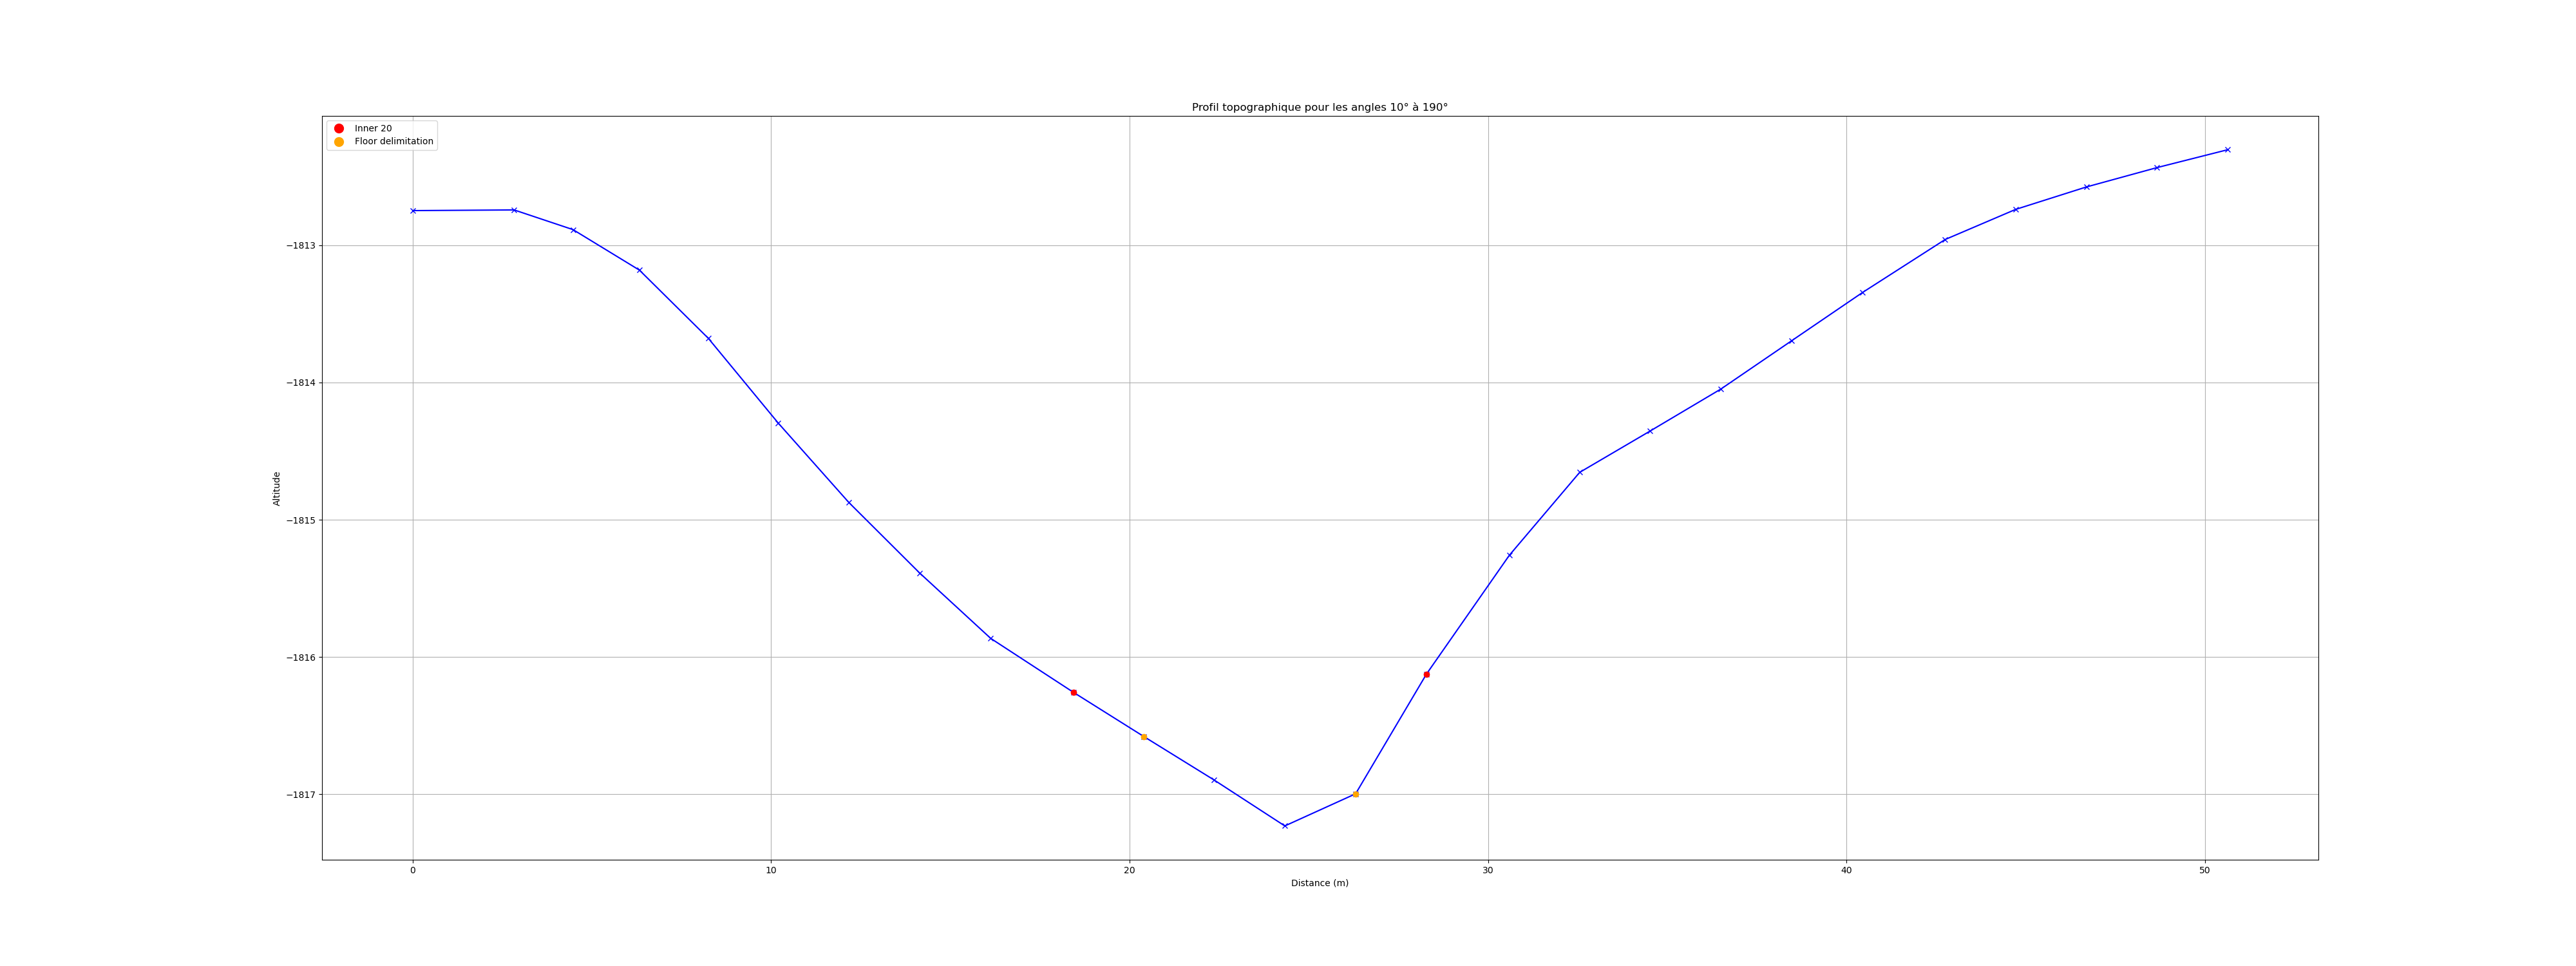 Profil topographique pour les angles 10° à 190°
Inner 20
Floor delimitation
Altitude
−1813
−1814
−1815
−1816
−1817
0 10 20 30 40 50
Distance (m)